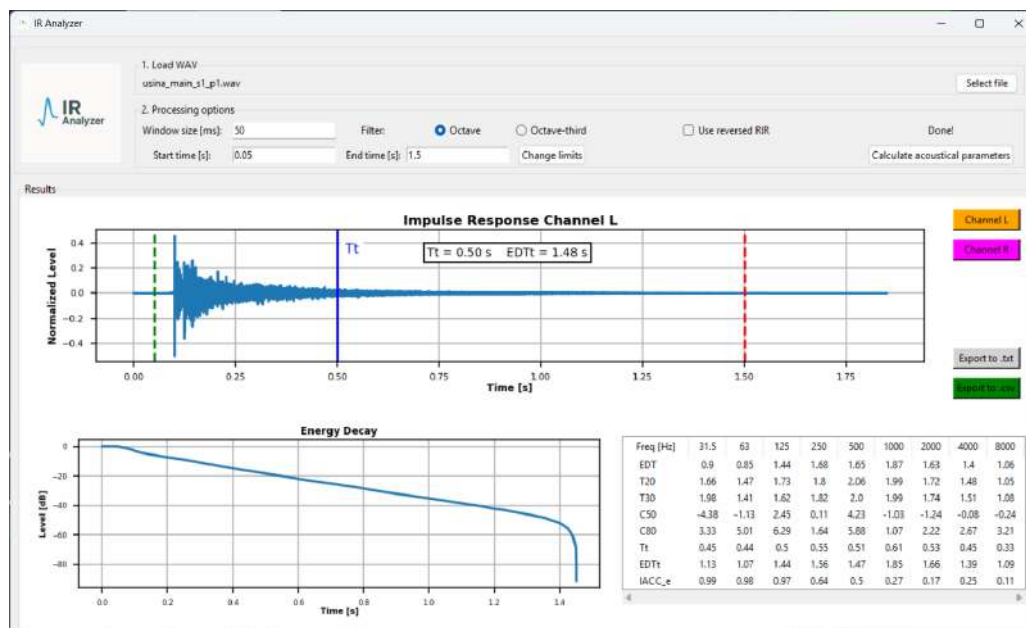 IR Analyzer
1. Load WAV
usina_main_s1_p1.wav
Select file
IR
Analyzer
2. Processing options
Window size [ms]: 50 Filter: Octave Octave-third Use reversed RIR Done!
Start time [s]: 0.05 End time [s]: 1.5 Change limits Calculate acoustical parameters
Results
Impulse Response Channel L
Channel L
Channel R
Tt
Tt = 0.50 s EDTt = 1.48 s
Normalized Level
0.4
0.2
0.0
−0.2
−0.4
0.00 0.25 0.50 0.75 1.00 1.25 1.50 1.75
Time [s]
Export to .txt
Export to .csv
Energy Decay
Level [dB]
0
−20
−40
−60
−80
0.0 0.2 0.4 0.6 0.8 1.0 1.2 1.4
Time [s]
Freq [Hz] 31.5 63 125 250 500 1000 2000 4000 8000
EDT 0.9 0.85 1.44 1.68 1.65 1.87 1.63 1.4 1.06
T20 1.66 1.47 1.73 1.8 2.06 1.99 1.72 1.48 1.05
T30 1.98 1.41 1.62 1.82 2.0 1.99 1.74 1.51 1.08
C50 -4.38 -1.13 2.45 0.11 4.23 -1.03 -1.24 -0.08 -0.24
C80 3.33 5.01 6.29 1.64 5.88 1.07 2.22 2.67 3.21
Tt 0.45 0.44 0.5 0.55 0.51 0.61 0.53 0.45 0.33
EDTt 1.13 1.07 1.44 1.56 1.47 1.85 1.66 1.39 1.09
IACC_e 0.99 0.98 0.97 0.64 0.5 0.27 0.17 0.25 0.11